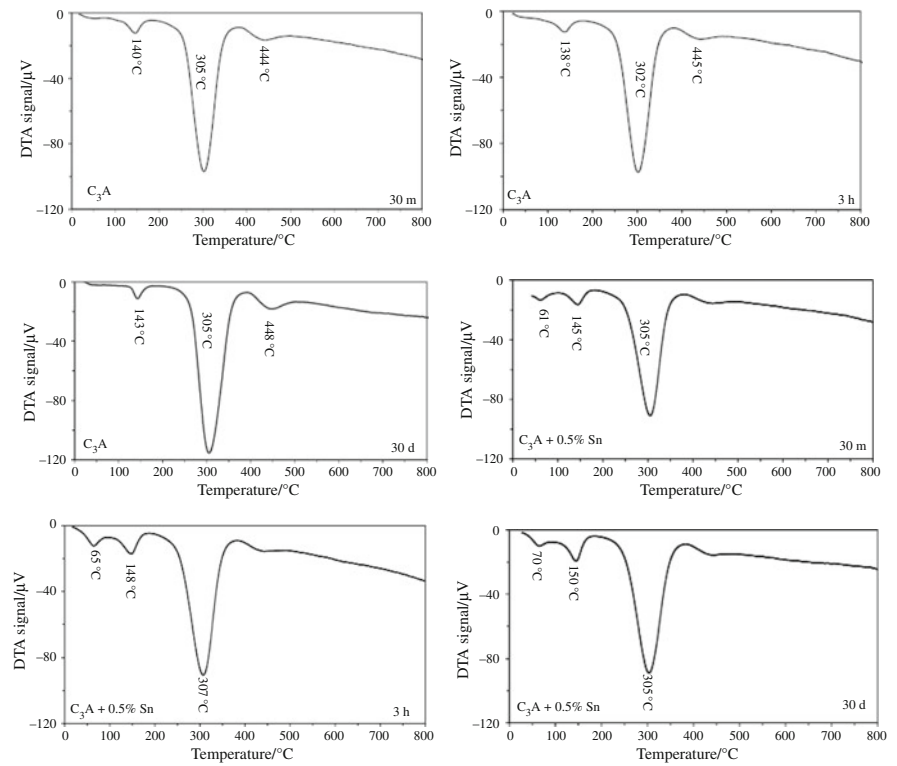 0
−40
−80
−120
DTA signal/μV
140 °C
305 °C
444 °C
C3A
30 m
0 100 200 300 400 500 600 700 800
Temperature/°C
0
−40
−80
−120
DTA signal/μV
138 °C
302 °C
445 °C
C3A
3 h
0 100 200 300 400 500 600 700 800
Temperature/°C
0
−40
−80
−120
DTA signal/μV
143 °C
305 °C
448 °C
C3A
30 d
0 100 200 300 400 500 600 700 800
Temperature/°C
0
−40
−80
−120
DTA signal/μV
61 °C
145 °C
305 °C
C3A + 0.5% Sn
30 m
0 100 200 300 400 500 600 700 800
Temperature/°C
0
−40
−80
−120
DTA signal/μV
65 °C
148 °C
307 °C
C3A + 0.5% Sn
3 h
0 100 200 300 400 500 600 700 800
Temperature/°C
0
−40
−80
−120
DTA signal/μV
70 °C
150 °C
305 °C
C3A + 0.5% Sn
30 d
0 100 200 300 400 500 600 700 800
Temperature/°C